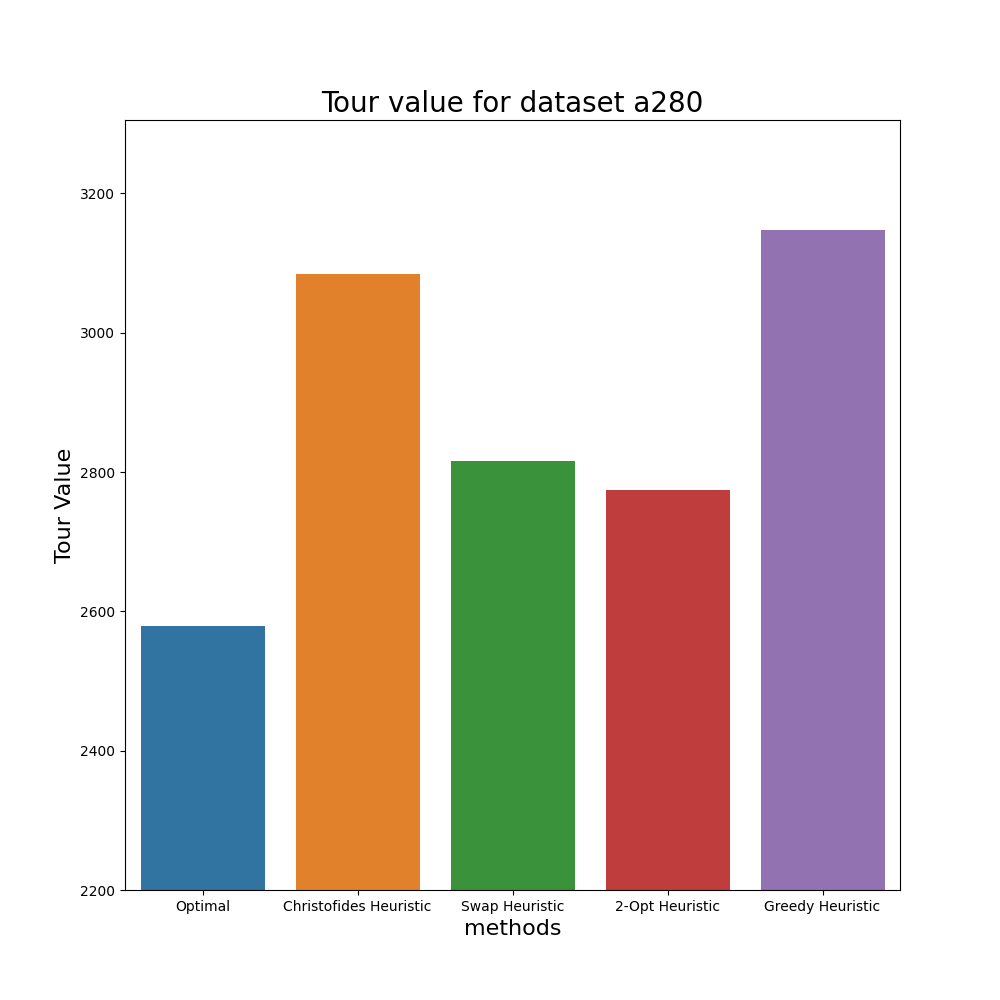 Tour value for dataset a280
3200
3000
2800
2600
2400
2200
Tour Value
Optimal Christofides Heuristic Swap Heuristic 2-Opt Heuristic Greedy Heuristic
methods